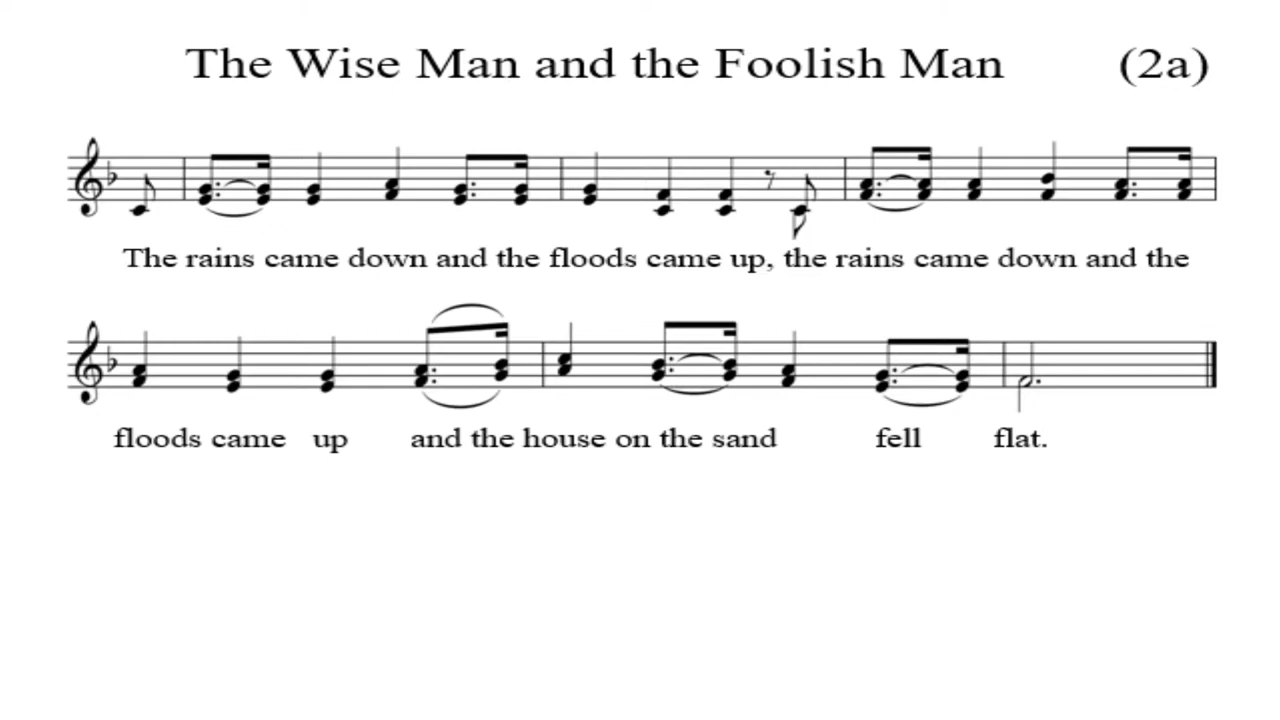 The Wise Man and the Foolish Man (2a)
The rains came down and the floods came up, the rains came down and the
floods came up and the house on the sand fell flat.